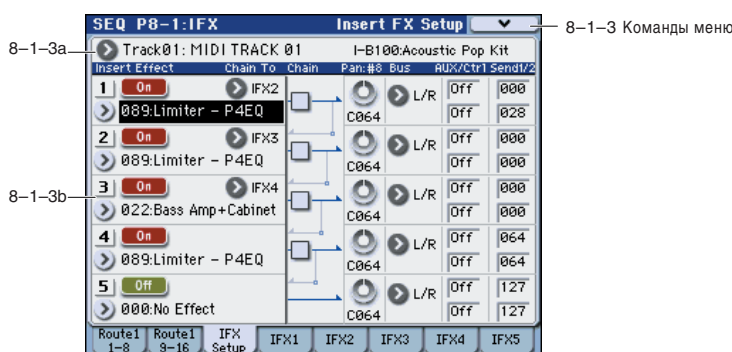 SEQ P8-1:IFX Insert FX Setup
8-1-3 Команды меню
8-1-3a
Track01: MIDI TRACK 01 I-B100:Acoustic Pop Kit
Insert Effect Chain To Chain Pan:#8 Bus AUX/Ctrl Send1/2
1 On IFX2 L/R Off 000
089:Limiter - P4EQ C064 Off 028
2 On IFX3 L/R Off 000
089:Limiter - P4EQ C064 Off 000
8-1-3b
3 On IFX4 L/R Off 000
022:Bass Amp+Cabinet C064 Off 000
4 On L/R Off 064
089:Limiter - P4EQ C064 Off 064
5 Off L/R Off 127
000:No Effect C064 Off 127
Route1 1-8 Route1 9-16 IFX Setup IFX1 IFX2 IFX3 IFX4 IFX5